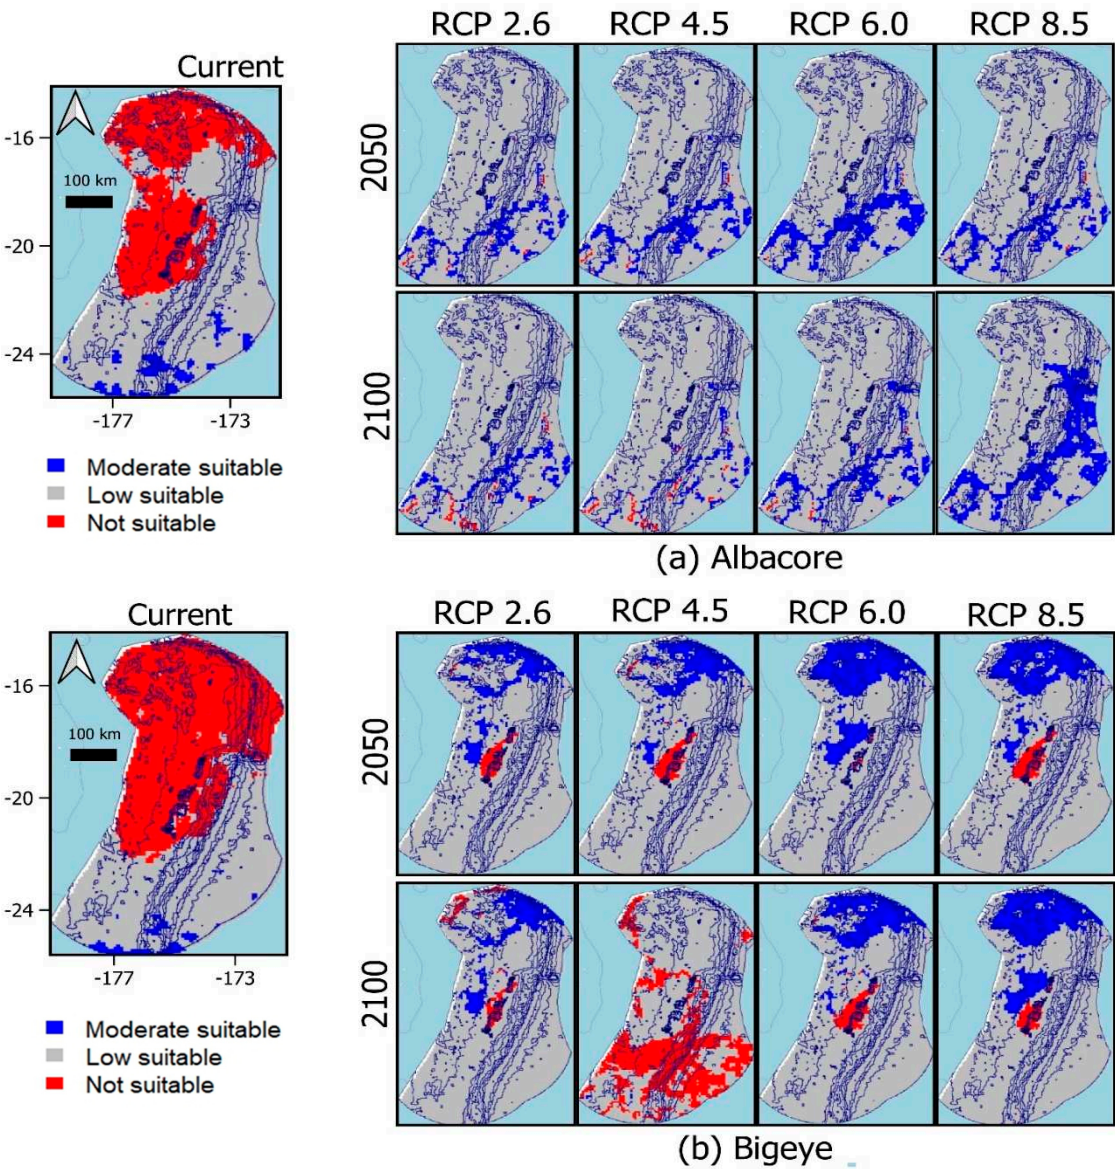 RCP 2.6 RCP 4.5 RCP 6.0 RCP 8.5
Current
-16
-20
-24
100 km
-177 -173
2050
2100
Moderate suitable
Low suitable
Not suitable
(a) Albacore
RCP 2.6 RCP 4.5 RCP 6.0 RCP 8.5
Current
-16
-20
-24
100 km
-177 -173
2050
2100
Moderate suitable
Low suitable
Not suitable
(b) Bigeye